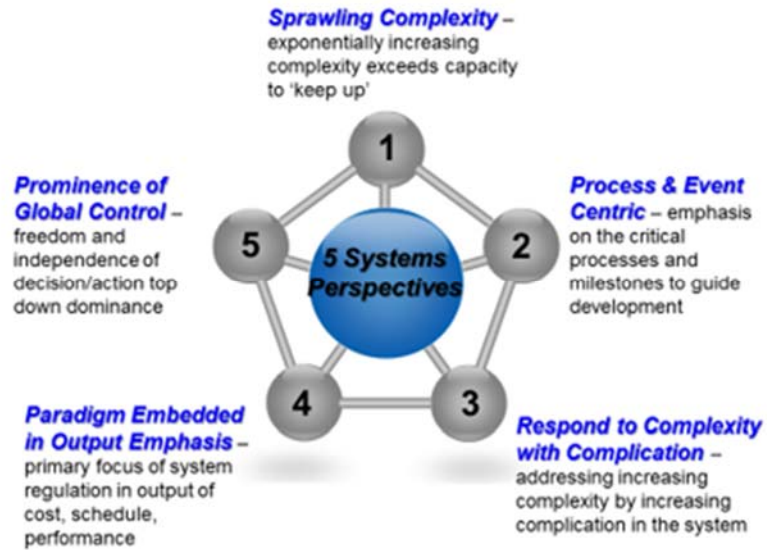 Sprawling Complexity –
exponentially increasing
complexity exceeds capacity
to ‘keep up’
1
Prominence of
Global Control –
freedom and
independence of
decision/action top
down dominance
5
5 Systems
Perspectives
2
Process & Event
Centric – emphasis
on the critical
processes and
milestones to guide
development
4
3
Paradigm Embedded
in Output Emphasis –
primary focus of system
regulation in output of
cost, schedule,
performance
Respond to Complexity
with Complication –
addressing increasing
complexity by increasing
complication in the system